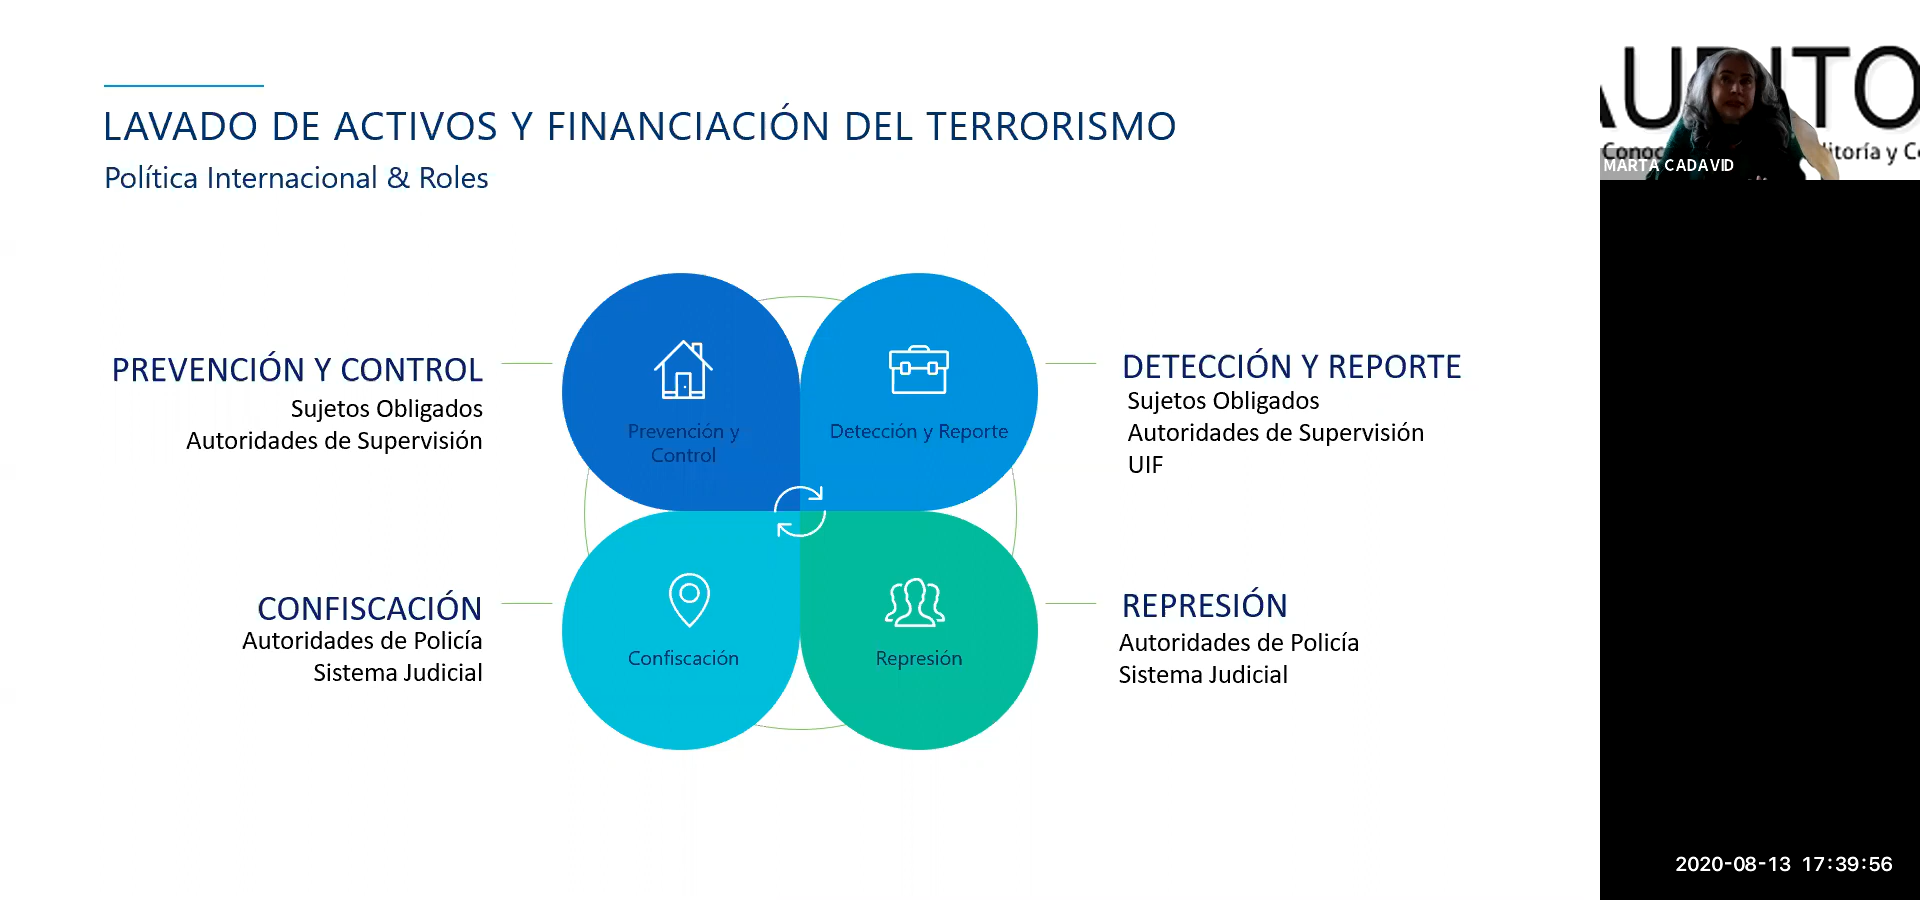 LAVADO DE ACTIVOS Y FINANCIACIÓN DEL TERRORISMO
Política Internacional & Roles
PREVENCIÓN Y CONTROL
Sujetos Obligados
Autoridades de Supervisión
Prevención y
Control
Detección y Reporte
DETECCIÓN Y REPORTE
Sujetos Obligados
Autoridades de Supervisión
UIF
CONFISCACIÓN
Autoridades de Policía
Sistema Judicial
Confiscación
Represión
REPRESIÓN
Autoridades de Policía
Sistema Judicial
MARTA CADAVID
2020-08-13 17:39:56